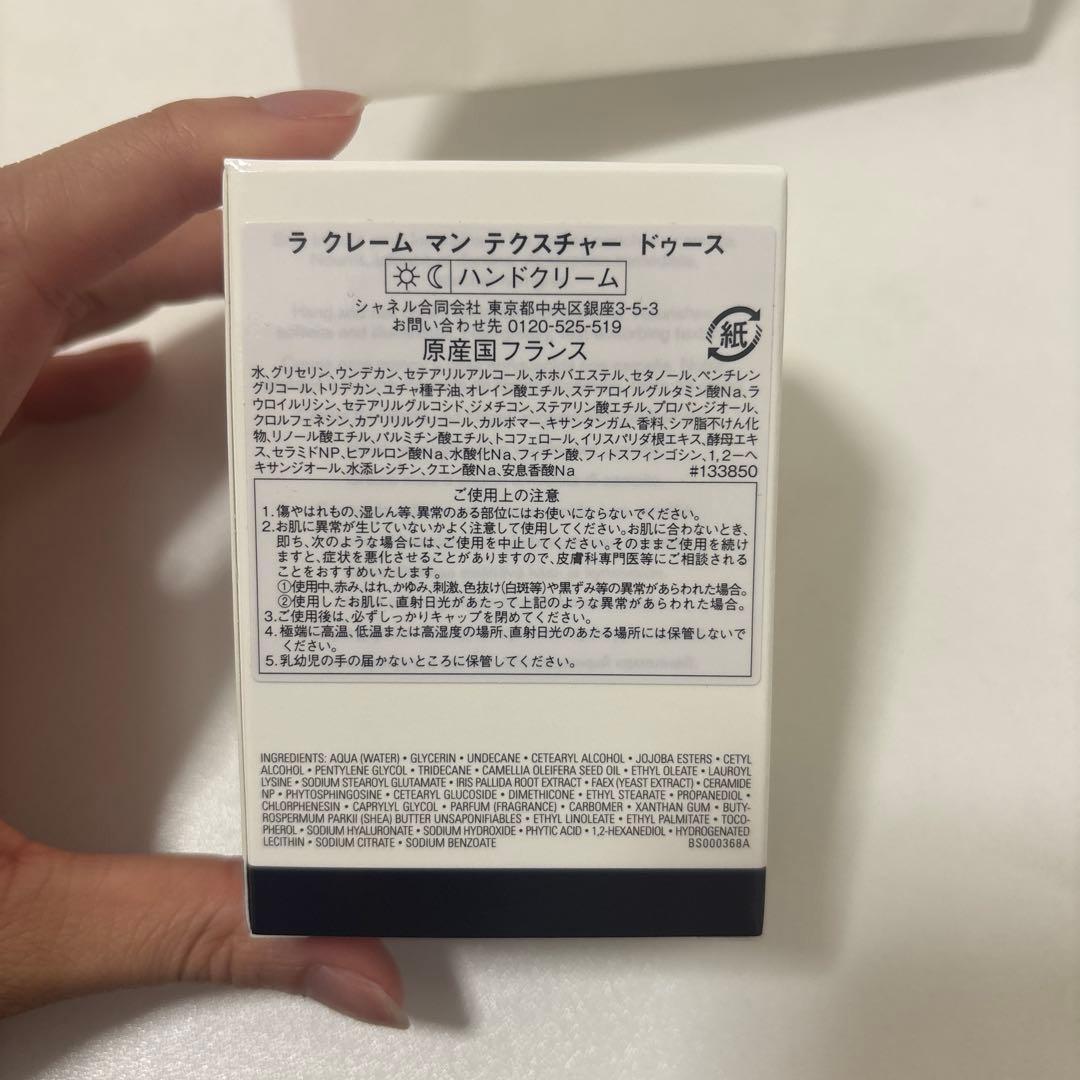 ラ クレーム マン テクスチャー ドゥース
ハンドクリーム
シャネル合同会社 東京都中央区銀座3-5-3
お問い合わせ先 0120-525-519
紙
原産国フランス
水、グリセリン、ウンデカン、セテアリルアルコール、ホホバエステル、セタノール、ペンチレン
グリコール、トリデカン、ユチャ種子油、オレイン酸エチル、ステアロイルグルタミン酸Na、ラ
ウロイルリシン、セテアリルグルコシド、ジメチコン、ステアリン酸エチル、プロパンジオール、
クロルフェネシン、カプリリルグリコール、カルボマー、キサンタンガム、香料、シア脂不けん化
物、リノール酸エチル、パルミチン酸エチル、トコフェロール、イリスパリダ根エキス、酵母エキ
ス、セラミドNP、ヒアルロン酸Na、水酸化Na、フィチン酸、フィトスフィンゴシン、1,2-ヘ
キサンジオール、水添レシチン、クエン酸Na、安息香酸Na #133850
ご使用上の注意
1.傷やはれもの、湿しん等、異常のある部位にはお使いにならないでください。
2.お肌に異常が生じていないかよく注意して使用してください。お肌に合わないとき、
即ち、次のような場合には、ご使用を中止してください。そのままご使用を続け
ますと、症状を悪化させることがありますので、皮膚科専門医等にご相談される
ことをおすすめいたします。
①使用中、赤み、はれ、かゆみ、刺激、色抜け(白斑等)や黒ずみ等の異常があらわれた場合。
②使用したお肌に、直射日光があたって上記のような異常があらわれた場合。
3.ご使用後は、必ずしっかりキャップを閉めてください。
4.極端に高温、低温または高湿度の場所、直射日光のあたる場所には保管しないで
ください。
5.乳幼児の手の届かないところに保管してください。
INGREDIENTS: AQUA (WATER) • GLYCERIN • UNDECANE • CETEARYL ALCOHOL • JOJOBA ESTERS • CETYL
ALCOHOL • PENTYLENE GLYCOL • TRIDECANE • CAMELLIA OLEIFERA SEED OIL • ETHYL OLEATE • LAUROYL
LYSINE • SODIUM STEAROYL GLUTAMATE • IRIS PALLIDA ROOT EXTRACT • FAEX (YEAST EXTRACT) • CERAMIDE
NP • PHYTOSPHINGOSINE • CETEARYL GLUCOSIDE • DIMETHICONE • ETHYL STEARATE • PROPANEDIOL •
CHLORPHENESIN • CAPRYLYL GLYCOL • PARFUM (FRAGRANCE) • CARBOMER • XANTHAN GUM • BUTY-
ROSPERMUM PARKII (SHEA) BUTTER UNSAPONIFIABLES • ETHYL LINOLEATE • ETHYL PALMITATE • TOCO-
PHEROL • SODIUM HYALURONATE • SODIUM HYDROXIDE • PHYTIC ACID • 1,2-HEXANEDIOL • HYDROGENATED
LECITHIN • SODIUM CITRATE • SODIUM BENZOATE BS000368A